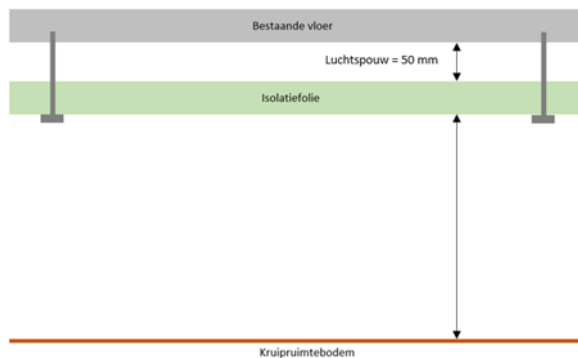 Bestaande vloer
Luchtspouw = 50 mm
Isolatiefolie
Kruipruimtebodem